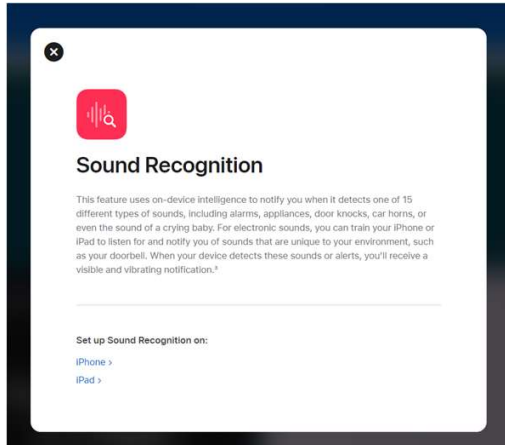 Sound Recognition
This feature uses on-device intelligence to notify you when it detects one of 15
different types of sounds, including alarms, appliances, door knocks, car horns, or
even the sound of a crying baby. For electronic sounds, you can train your iPhone or
iPad to listen for and notify you of sounds that are unique to your environment, such
as your doorbell. When your device detects these sounds or alerts, you'll receive a
visible and vibrating notification.³
Set up Sound Recognition on:
iPhone >
iPad >